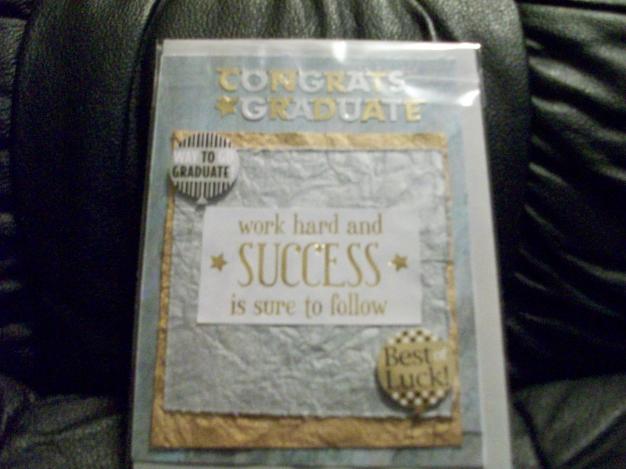 CONGRATS
GRADUATE
WAY TO
GRADUATE
work hard and
SUCCESS
is sure to follow
Best of
Luck!